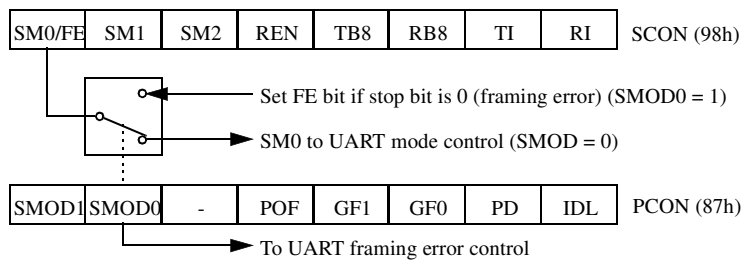 SM0/FE SM1 SM2 REN TB8 RB8 TI RI SCON (98h)
Set FE bit if stop bit is 0 (framing error) (SMOD0 = 1)
SM0 to UART mode control (SMOD = 0)
SMOD1 SMOD0 - POF GF1 GF0 PD IDL PCON (87h)
To UART framing error control